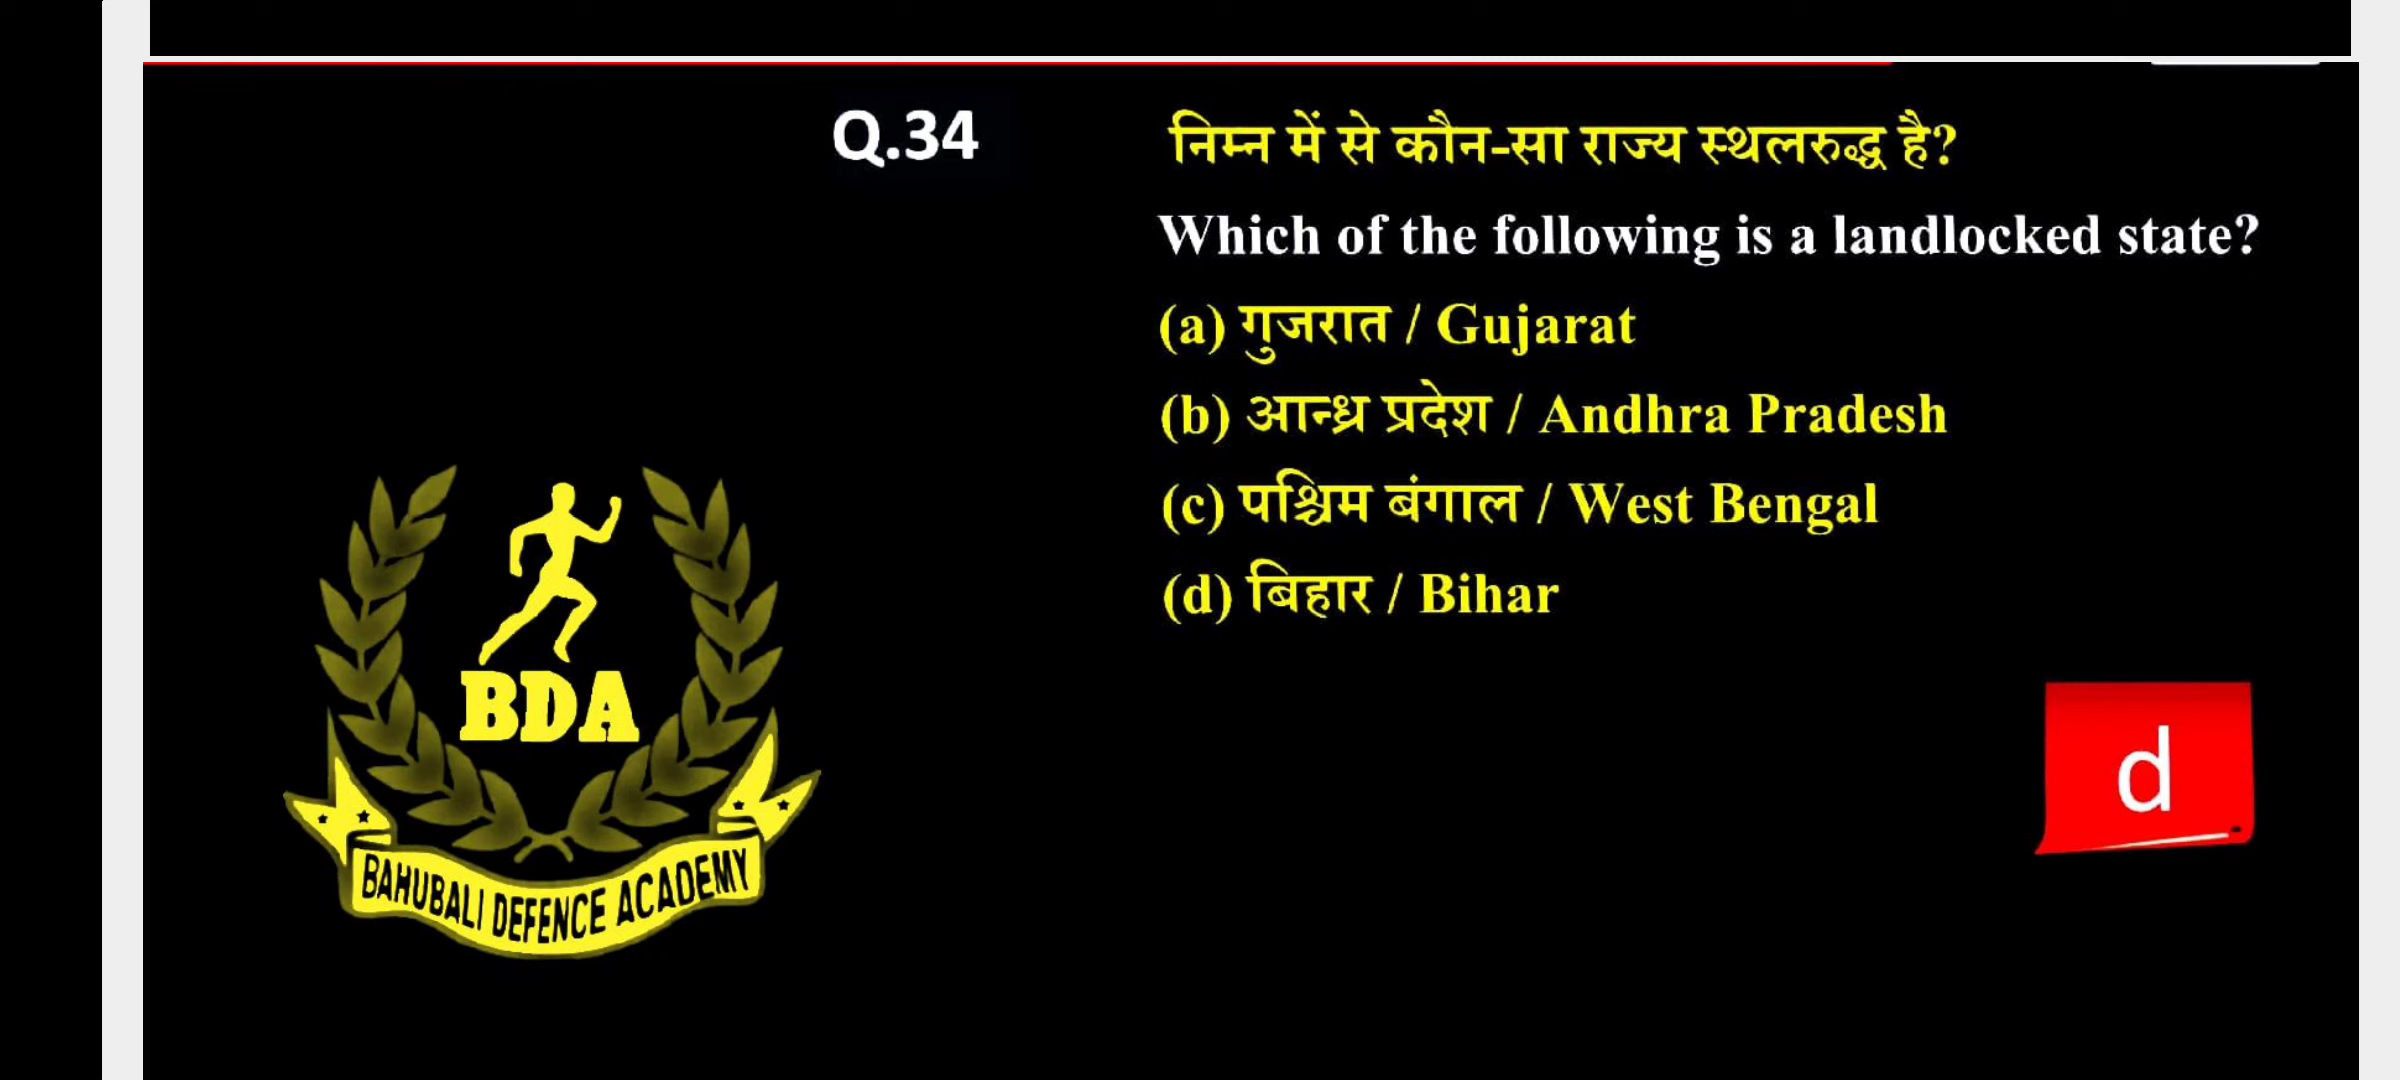 Q.34
निम्न में से कौन-सा राज्य स्थलरुद्ध है?
Which of the following is a landlocked state?
(a) गुजरात / Gujarat
(b) आन्ध्र प्रदेश / Andhra Pradesh
(c) पश्चिम बंगाल / West Bengal
(d) बिहार / Bihar
d
BDA
BAHUBALI DEFENCE ACADEMY